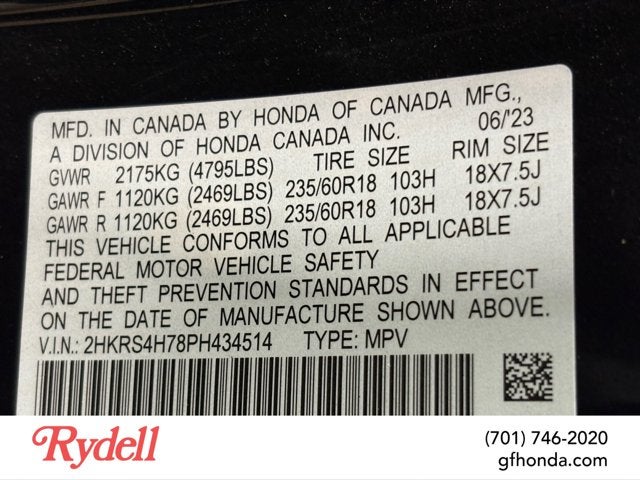 MFD. IN CANADA BY HONDA OF CANADA MFG.,
A DIVISION OF HONDA CANADA INC. 06/'23
GVWR 2175KG (4795LBS) TIRE SIZE RIM SIZE
GAWR F 1120KG (2469LBS) 235/60R18 103H 18X7.5J
GAWR R 1120KG (2469LBS) 235/60R18 103H 18X7.5J
THIS VEHICLE CONFORMS TO ALL APPLICABLE
FEDERAL MOTOR VEHICLE SAFETY
AND THEFT PREVENTION STANDARDS IN EFFECT
ON THE DATE OF MANUFACTURE SHOWN ABOVE.
V.I.N.: 2HKRS4H78PH434514 TYPE: MPV
Rydell
(701) 746-2020
gfhonda.com